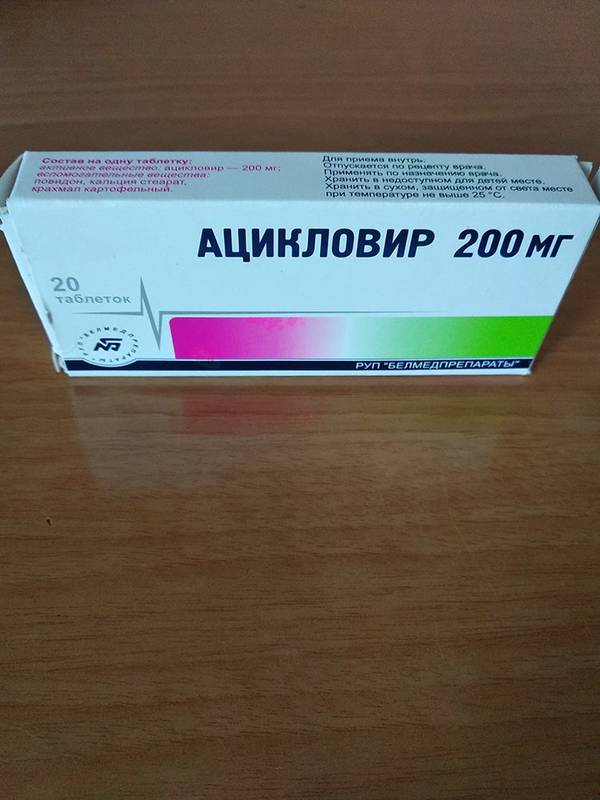 Состав на одну таблетку:
активное вещество: ацикловир — 200 мг;
вспомогательные вещества:
повидон, кальция стеарат,
крахмал картофельный.
Для приема внутрь.
Отпускается по рецепту врача.
Применять по назначению врача.
Хранить в недоступном для детей месте.
Хранить в сухом, защищенном от света месте
при температуре не выше 25 °С.
АЦИКЛОВИР 200 мг
20
таблеток
РУП "БЕЛМЕДПРЕПАРАТЫ"
РУП "БЕЛМЕДПРЕПАРАТЫ"